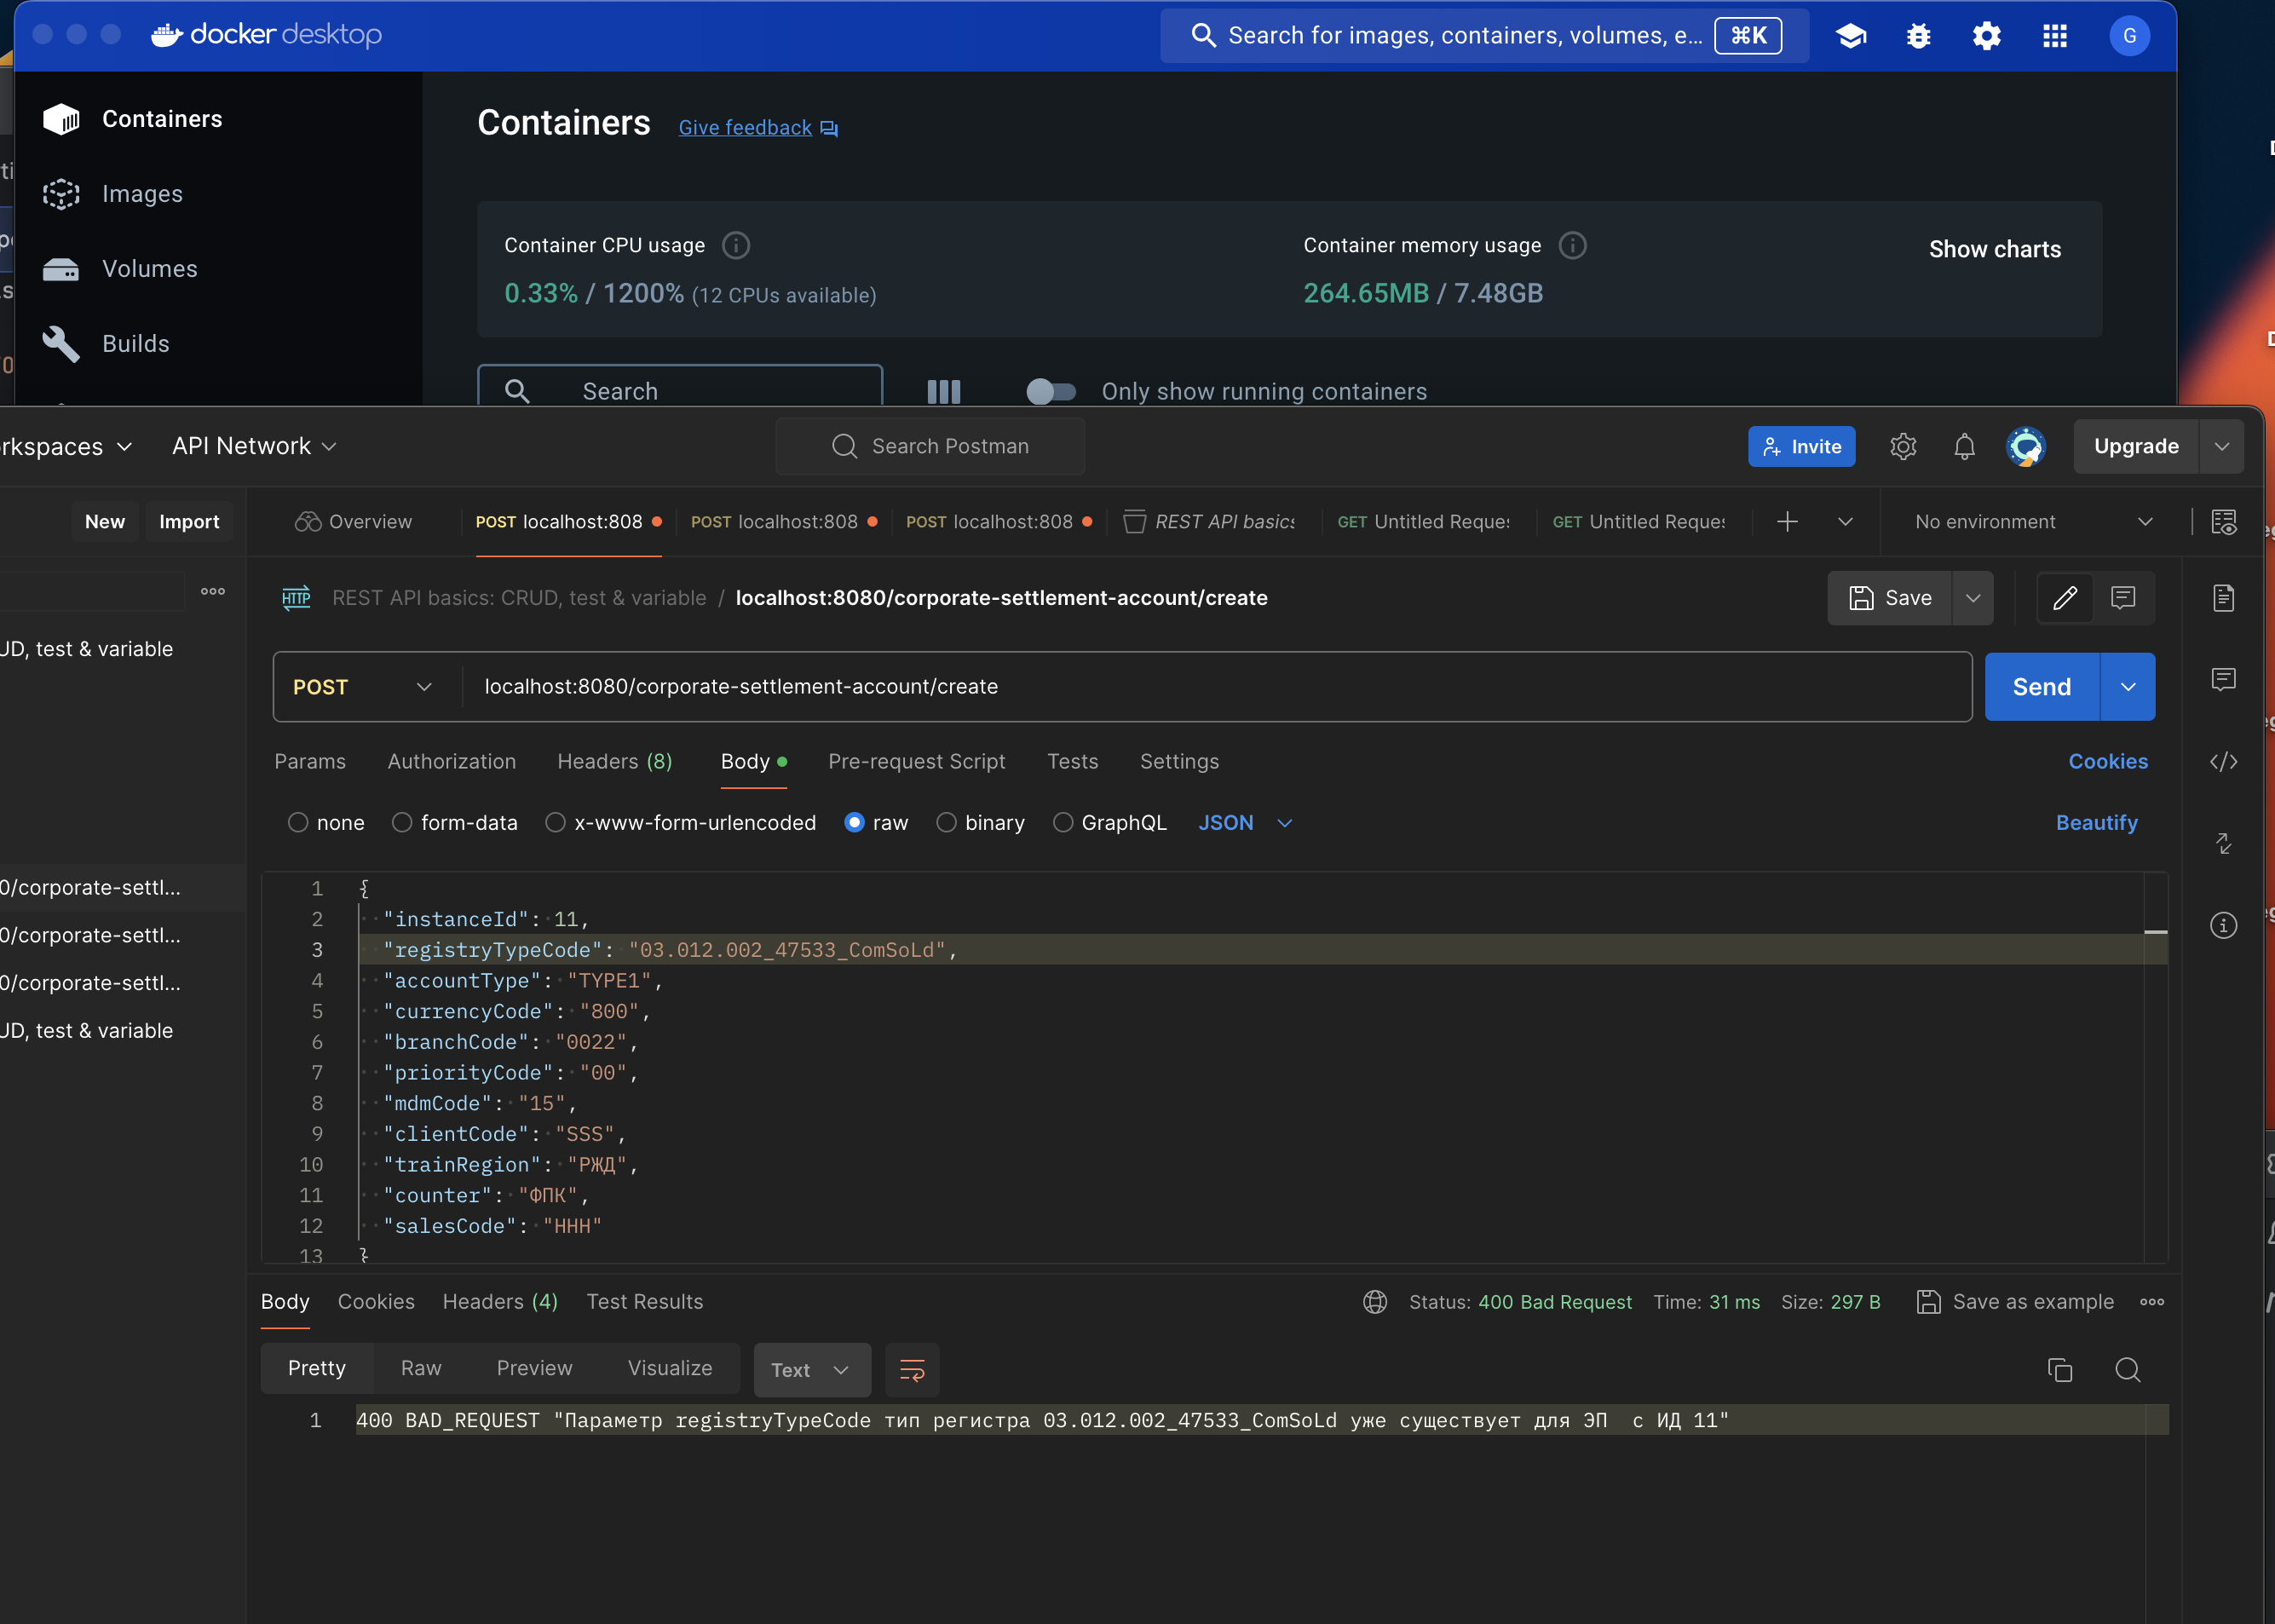 docker desktop
Search for images, containers, volumes, e... ⌘K
G
Containers
Images
Volumes
Builds
Containers
Give feedback
Container CPU usage
0.33% / 1200% (12 CPUs available)
Container memory usage
264.65MB / 7.48GB
Show charts
Search
Only show running containers
rkspaces
API Network
Search Postman
Invite
Upgrade
New
Import
Overview
POST localhost:808
POST localhost:808
POST localhost:808
REST API basics
GET Untitled Reques
GET Untitled Reques
No environment
UD, test & variable
0/corporate-settl...
0/corporate-settl...
0/corporate-settl...
UD, test & variable
HTTP
REST API basics: CRUD, test & variable / localhost:8080/corporate-settlement-account/create
Save
POST
localhost:8080/corporate-settlement-account/create
Send
Params Authorization Headers (8) Body Pre-request Script Tests Settings
Cookies
none form-data x-www-form-urlencoded raw binary GraphQL JSON
Beautify
1 {
2 "instanceId": 11,
3 "registryTypeCode": "03.012.002_47533_ComSoLd",
4 "accountType": "TYPE1",
5 "currencyCode": "800",
6 "branchCode": "0022",
7 "priorityCode": "00",
8 "mdmCode": "15",
9 "clientCode": "SSS",
10 "trainRegion": "РЖД",
11 "counter": "ФПК",
12 "salesCode": "HHH"
13 }
Body Cookies Headers (4) Test Results
Status: 400 Bad Request Time: 31 ms Size: 297 B
Save as example
Pretty Raw Preview Visualize Text
1 400 BAD_REQUEST "Параметр registryTypeCode тип регистра 03.012.002_47533_ComSoLd уже существует для ЭП  с ИД 11"